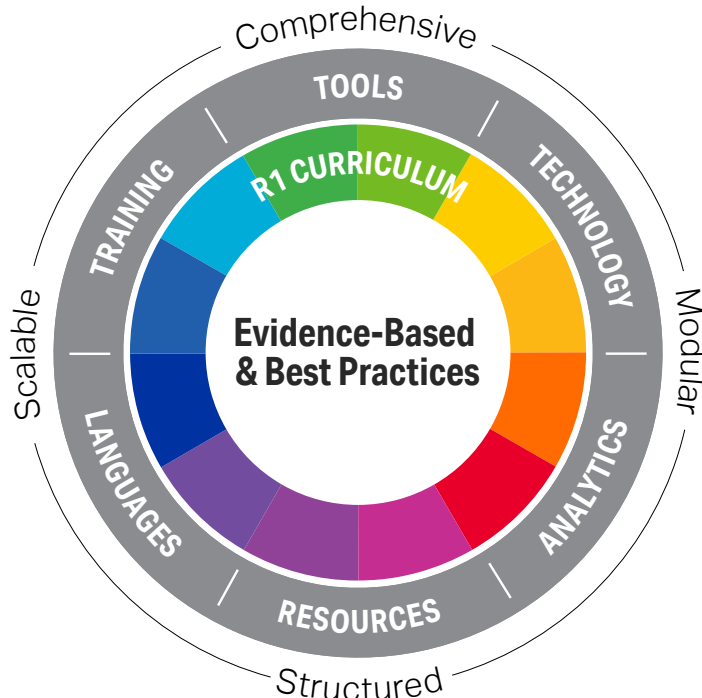 Comprehensive
TOOLS
TECHNOLOGY
ANALYTICS
RESOURCES
LANGUAGES
TRAINING
R1 CURRICULUM
Evidence-Based
& Best Practices
Modular
Structured
Scalable